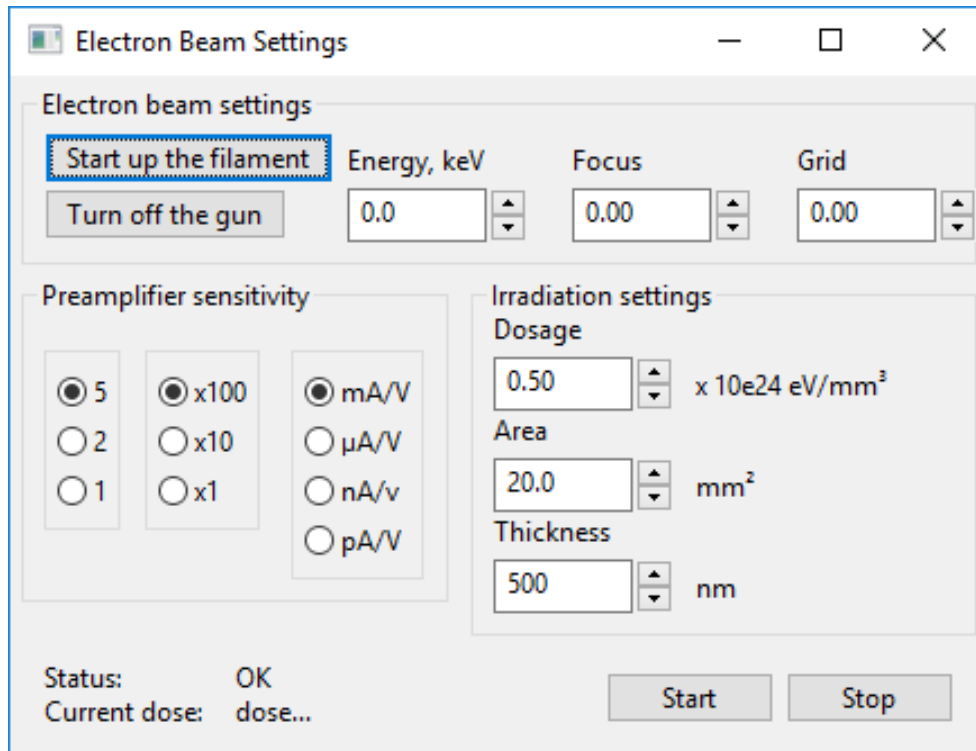 Electron Beam Settings
Electron beam settings
Start up the filament
Energy, keV
Focus
Grid
Turn off the gun
0.0
0.00
0.00
Preamplifier sensitivity
5
2
1
x100
x10
x1
mA/V
µA/V
nA/v
pA/V
Irradiation settings
Dosage
0.50 x 10e24 eV/mm³
Area
20.0 mm²
Thickness
500 nm
Status: OK
Current dose: dose...
Start
Stop